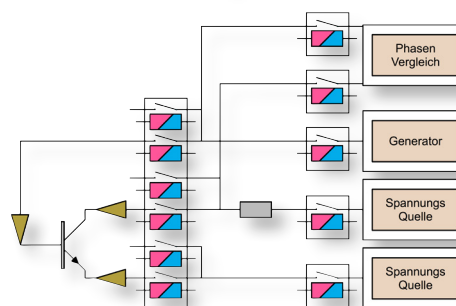 Phasen
Vergleich
Generator
Spannungs
Quelle
Spannungs
Quelle